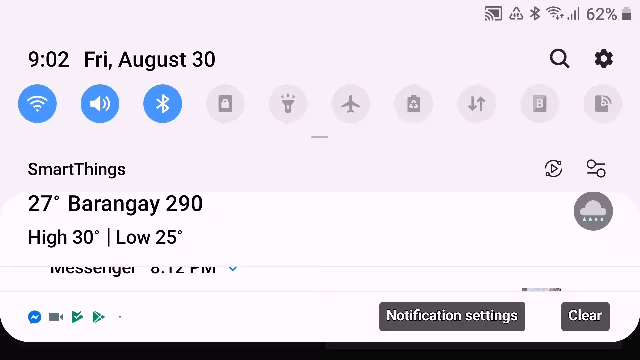 62%
9:02 Fri, August 30
B
SmartThings
27° Barangay 290
High 30° | Low 25°
Messenger 8:12 PM
Notification settings
Clear